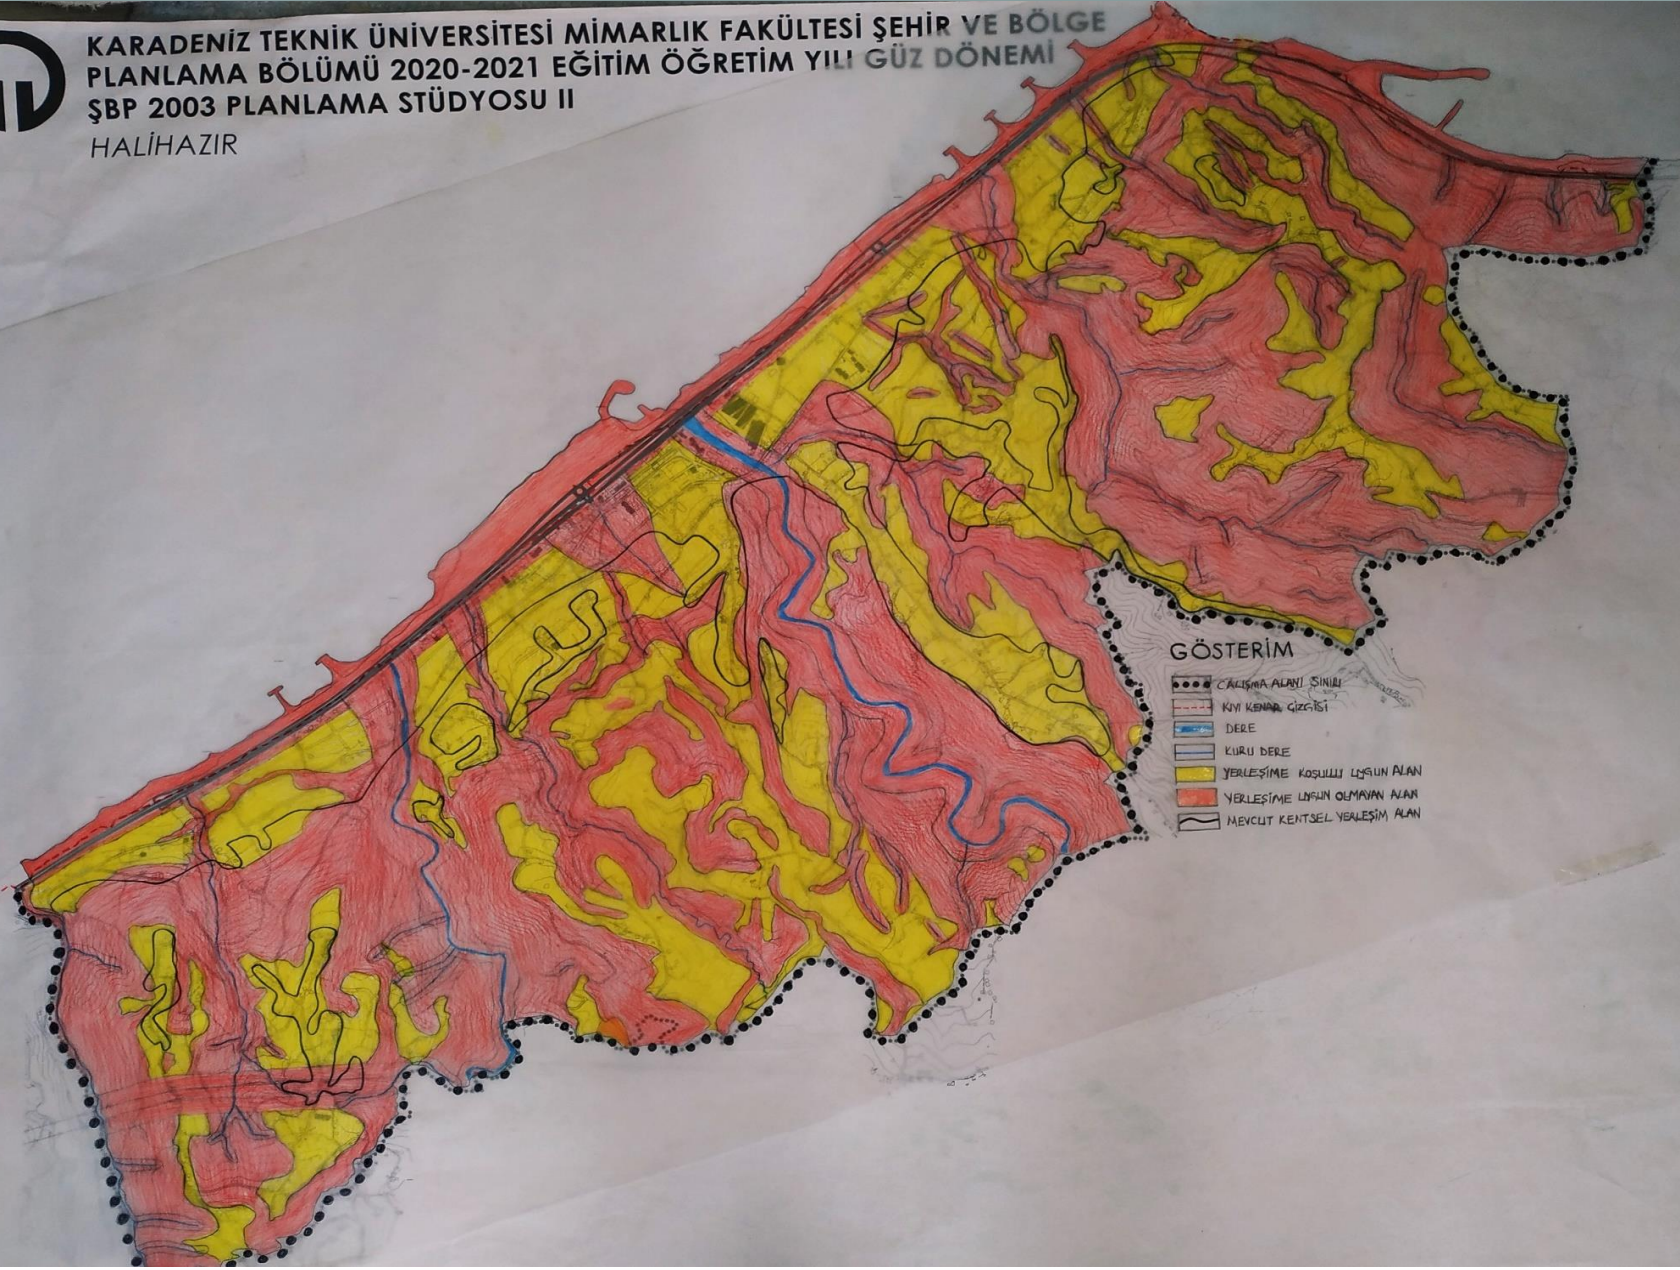 KARADENİZ TEKNİK ÜNİVERSİTESİ MİMARLIK FAKÜLTESİ ŞEHİR VE BÖLGE
PLANLAMA BÖLÜMÜ 2020-2021 EĞİTİM ÖĞRETİM YILI GÜZ DÖNEMİ
ŞBP 2003 PLANLAMA STÜDYOSU II
HALİHAZIR
GÖSTERİM
ÇALIŞMA ALANI SINIRI
KIYI KENAR ÇİZGİSİ
DERE
KURU DERE
YERLEŞİME KOŞULLU UYGUN ALAN
YERLEŞİME UYGUN OLMAYAN ALAN
MEVCUT KENTSEL YERLEŞİM ALAN